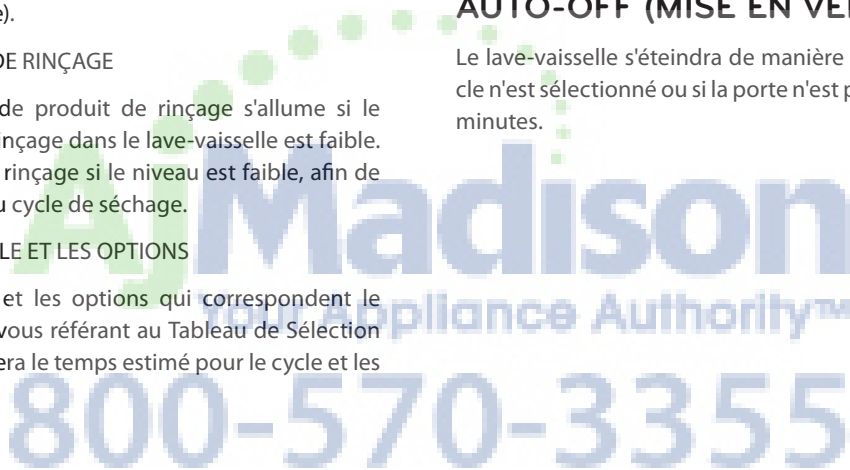 e).
DE RINÇAGE
de produit de rinçage s'allume si le
inçage dans le lave-vaisselle est faible.
rinçage si le niveau est faible, afin de
u cycle de séchage.
LE ET LES OPTIONS
et les options qui correspondent le
vous référant au Tableau de Sélection
era le temps estimé pour le cycle et les
AUTO-OFF (MISE EN VE
Le lave-vaisselle s'éteindra de manière
cle n'est sélectionné ou si la porte n'est p
minutes.
AjMadison
Your Appliance Authority™
800-570-3355